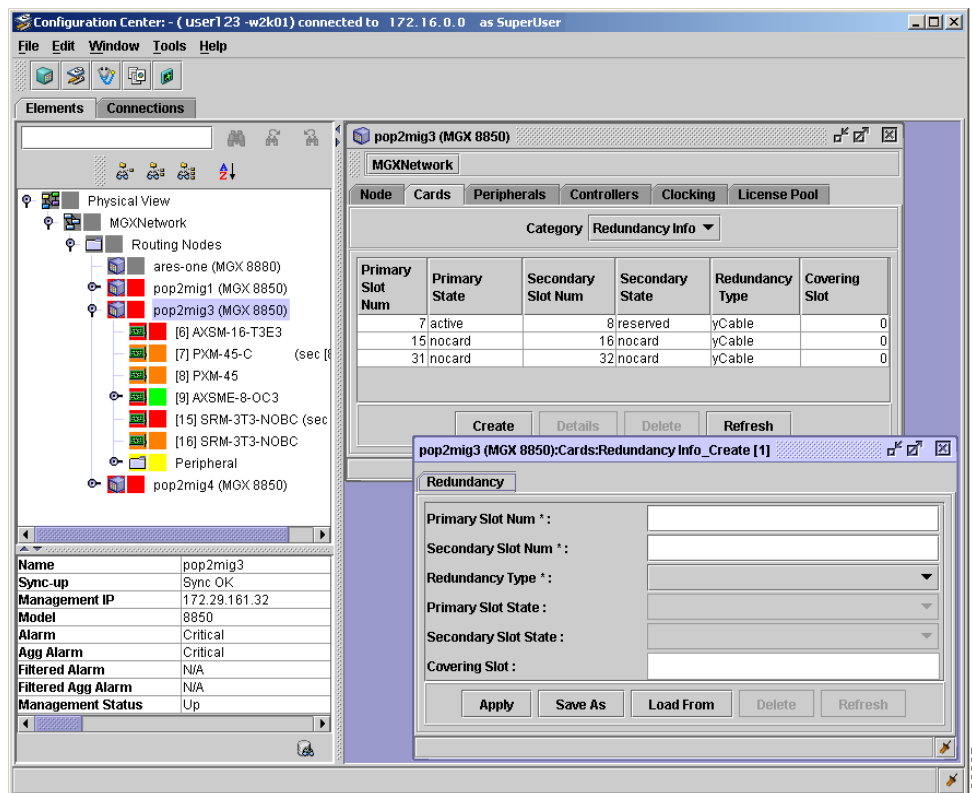 Configuration Center: - ( user123 -w2k01) connected to 172.16.0.0 as SuperUser
File Edit Window Tools Help
Elements Connections
Physical View
MGXNetwork
Routing Nodes
ares-one (MGX 8880)
pop2mig1 (MGX 8850)
pop2mig3 (MGX 8850)
[6] AXSM-16-T3E3
[7] PXM-45-C (sec [8
[8] PXM-45
[9] AXSME-8-OC3
[15] SRM-3T3-NOBC (sec
[16] SRM-3T3-NOBC
Peripheral
pop2mig4 (MGX 8850)
Name pop2mig3
Sync-up Sync OK
Management IP 172.29.161.32
Model 8850
Alarm Critical
Agg Alarm Critical
Filtered Alarm N/A
Filtered Agg Alarm N/A
Management Status Up
pop2mig3 (MGX 8850)
MGXNetwork
Node Cards Peripherals Controllers Clocking License Pool
Category Redundancy Info
Primary Slot Num Primary State Secondary Slot Num Secondary State Redundancy Type Covering Slot
7 active 8 reserved yCable 0
15 nocard 16 nocard yCable 0
31 nocard 32 nocard yCable 0
Create Details Delete Refresh
pop2mig3 (MGX 8850):Cards:Redundancy Info_Create [1]
Redundancy
Primary Slot Num * :
Secondary Slot Num * :
Redundancy Type * :
Primary Slot State :
Secondary Slot State :
Covering Slot :
Apply Save As Load From Delete Refresh